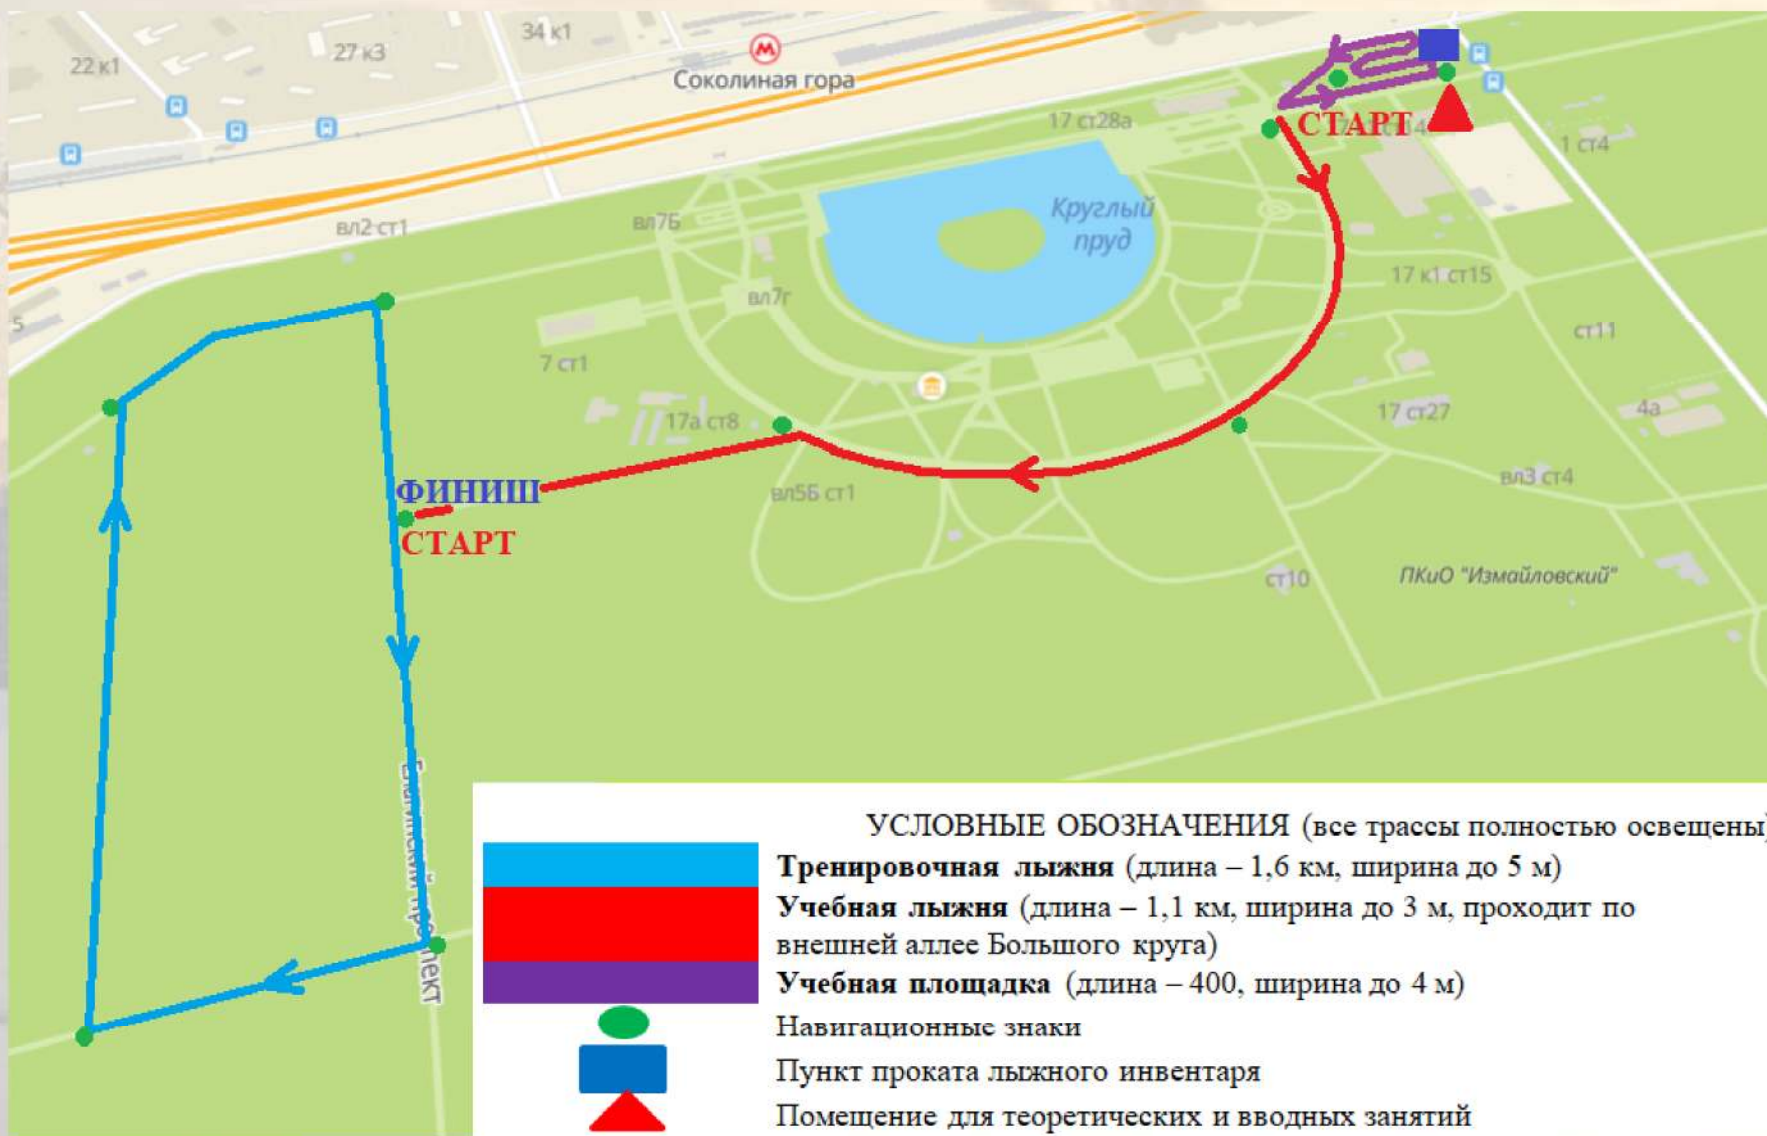 34 к1
27 к3
22 к1
Соколиная гора
17 ст28а
СТАРТ
1 ст4
Круглый
пруд
вл2 ст1
вл7Б
17 к1 ст15
вл7г
5
ст11
7 ст1
17а ст8
17 ст27
4а
ФИНИШ
вл5Б ст1
вл3 ст4
СТАРТ
ст10
ПКиО "Измайловский"
УСЛОВНЫЕ ОБОЗНАЧЕНИЯ (все трассы полностью освещены)
Тренировочная лыжня (длина – 1,6 км, ширина до 5 м)
Учебная лыжня (длина – 1,1 км, ширина до 3 м, проходит по
внешней аллее Большого круга)
Учебная площадка (длина – 400, ширина до 4 м)
Навигационные знаки
Пункт проката лыжного инвентаря
Помещение для теоретических и вводных занятий